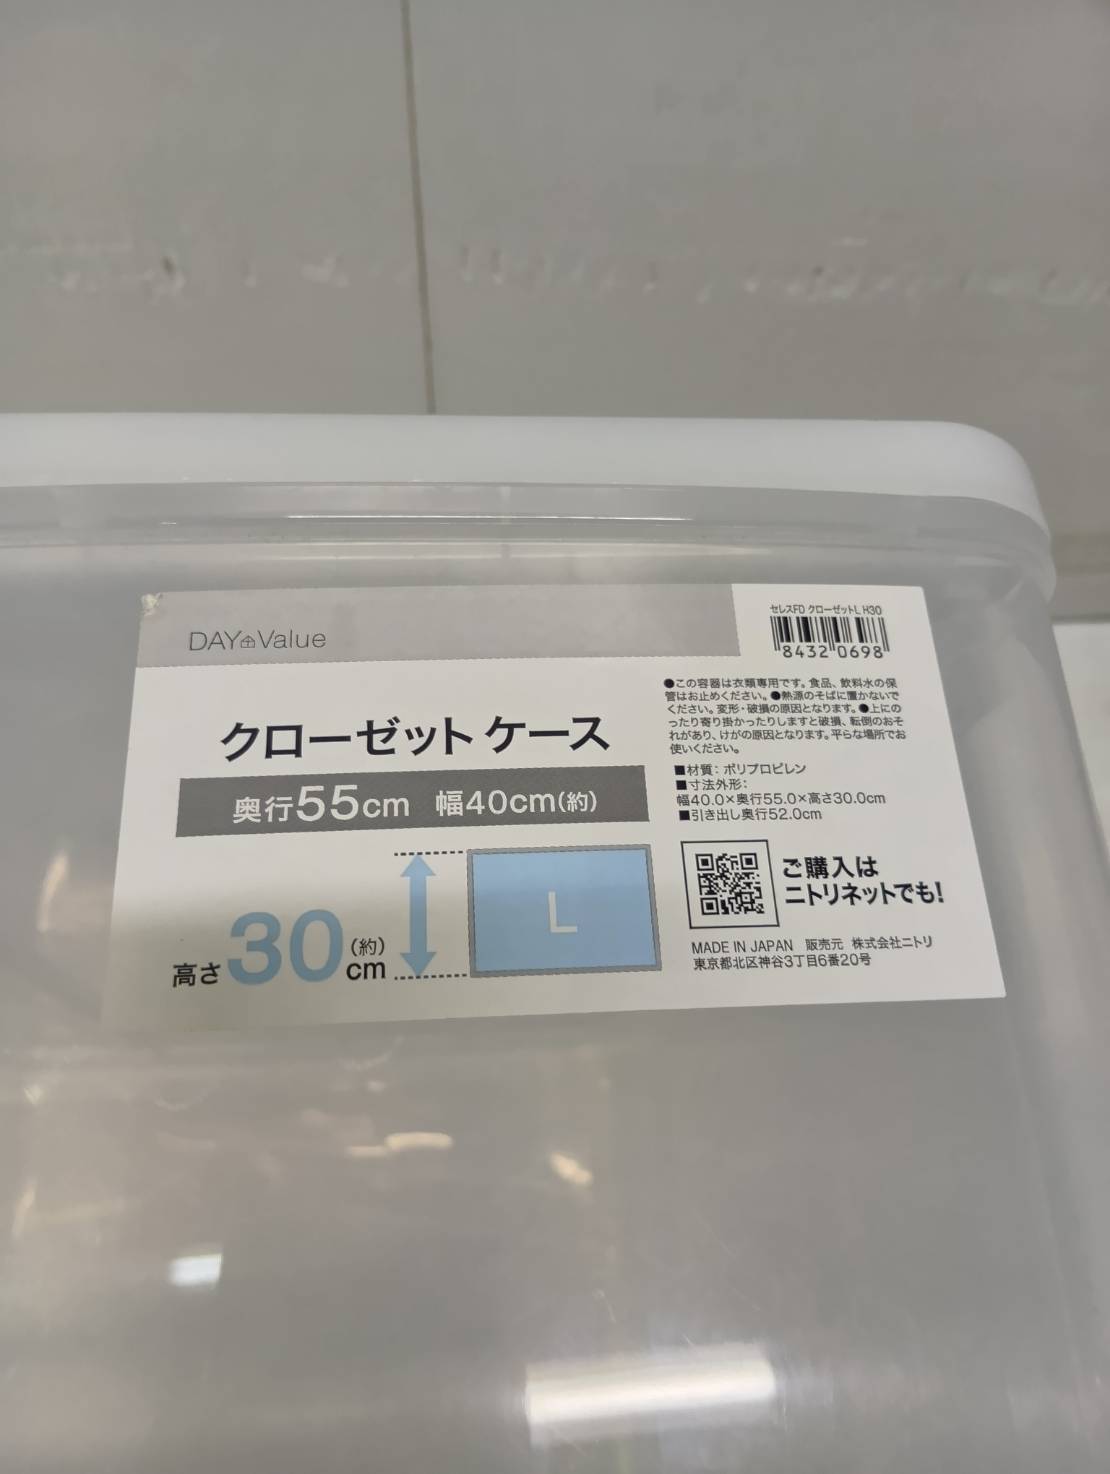 DAY Value
セレスFD クローゼットL H30
84320698
クローゼット ケース
奥行55cm 幅40cm(約)
高さ30(約)cm
L
●この容器は衣類専用です。食品、飲料水の保
管はお止めください。●熱源のそばに置かないで
ください。変形・破損の原因となります。●上にの
ったり寄り掛かったりしますと破損、転倒のおそ
れがあり、けがの原因となります。平らな場所でお
使いください。
■材質：ポリプロピレン
■寸法外形：
幅40.0×奥行55.0×高さ30.0cm
■引き出し奥行52.0cm
ご購入は
ニトリネットでも!
MADE IN JAPAN 販売元 株式会社ニトリ
東京都北区神谷3丁目6番20号